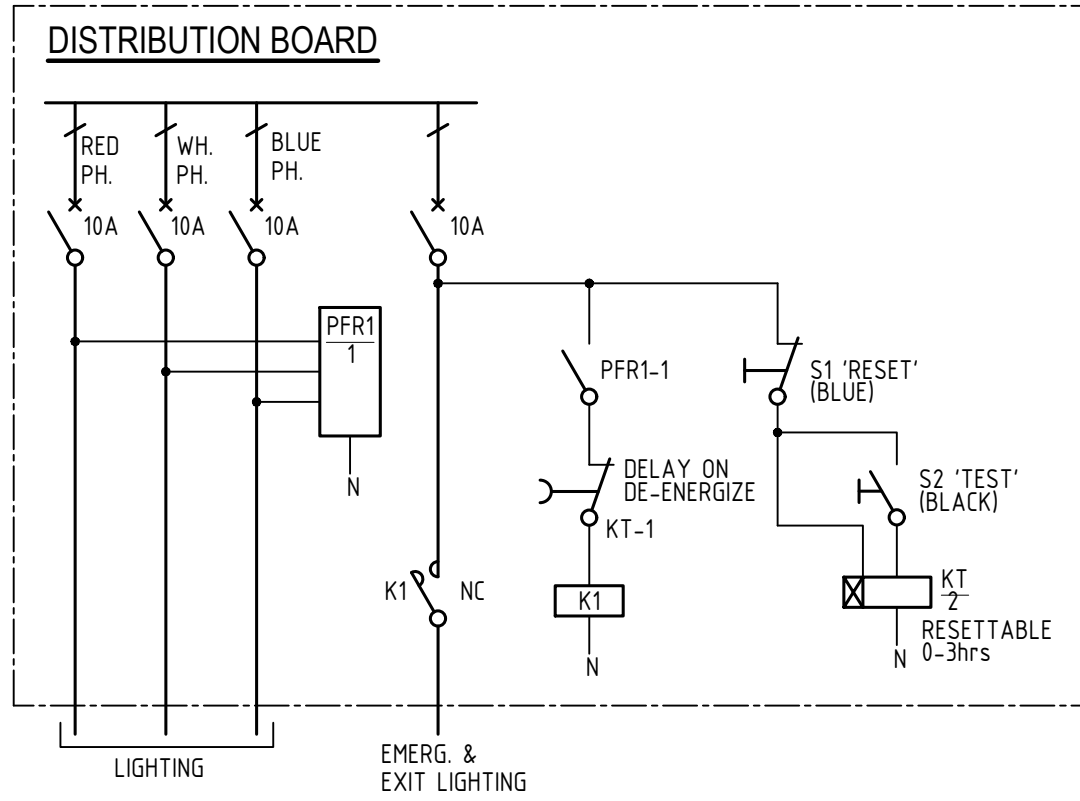 DISTRIBUTION BOARD
RED
PH.
WH.
PH.
BLUE
PH.
10A
10A
10A
10A
PFR1
1
N
PFR1-1
S1 'RESET'
(BLUE)
DELAY ON
DE-ENERGIZE
KT-1
S2 'TEST'
(BLACK)
K1
NC
K1
N
KT
2
RESETTABLE
0-3hrs
N
LIGHTING
EMERG. &
EXIT LIGHTING